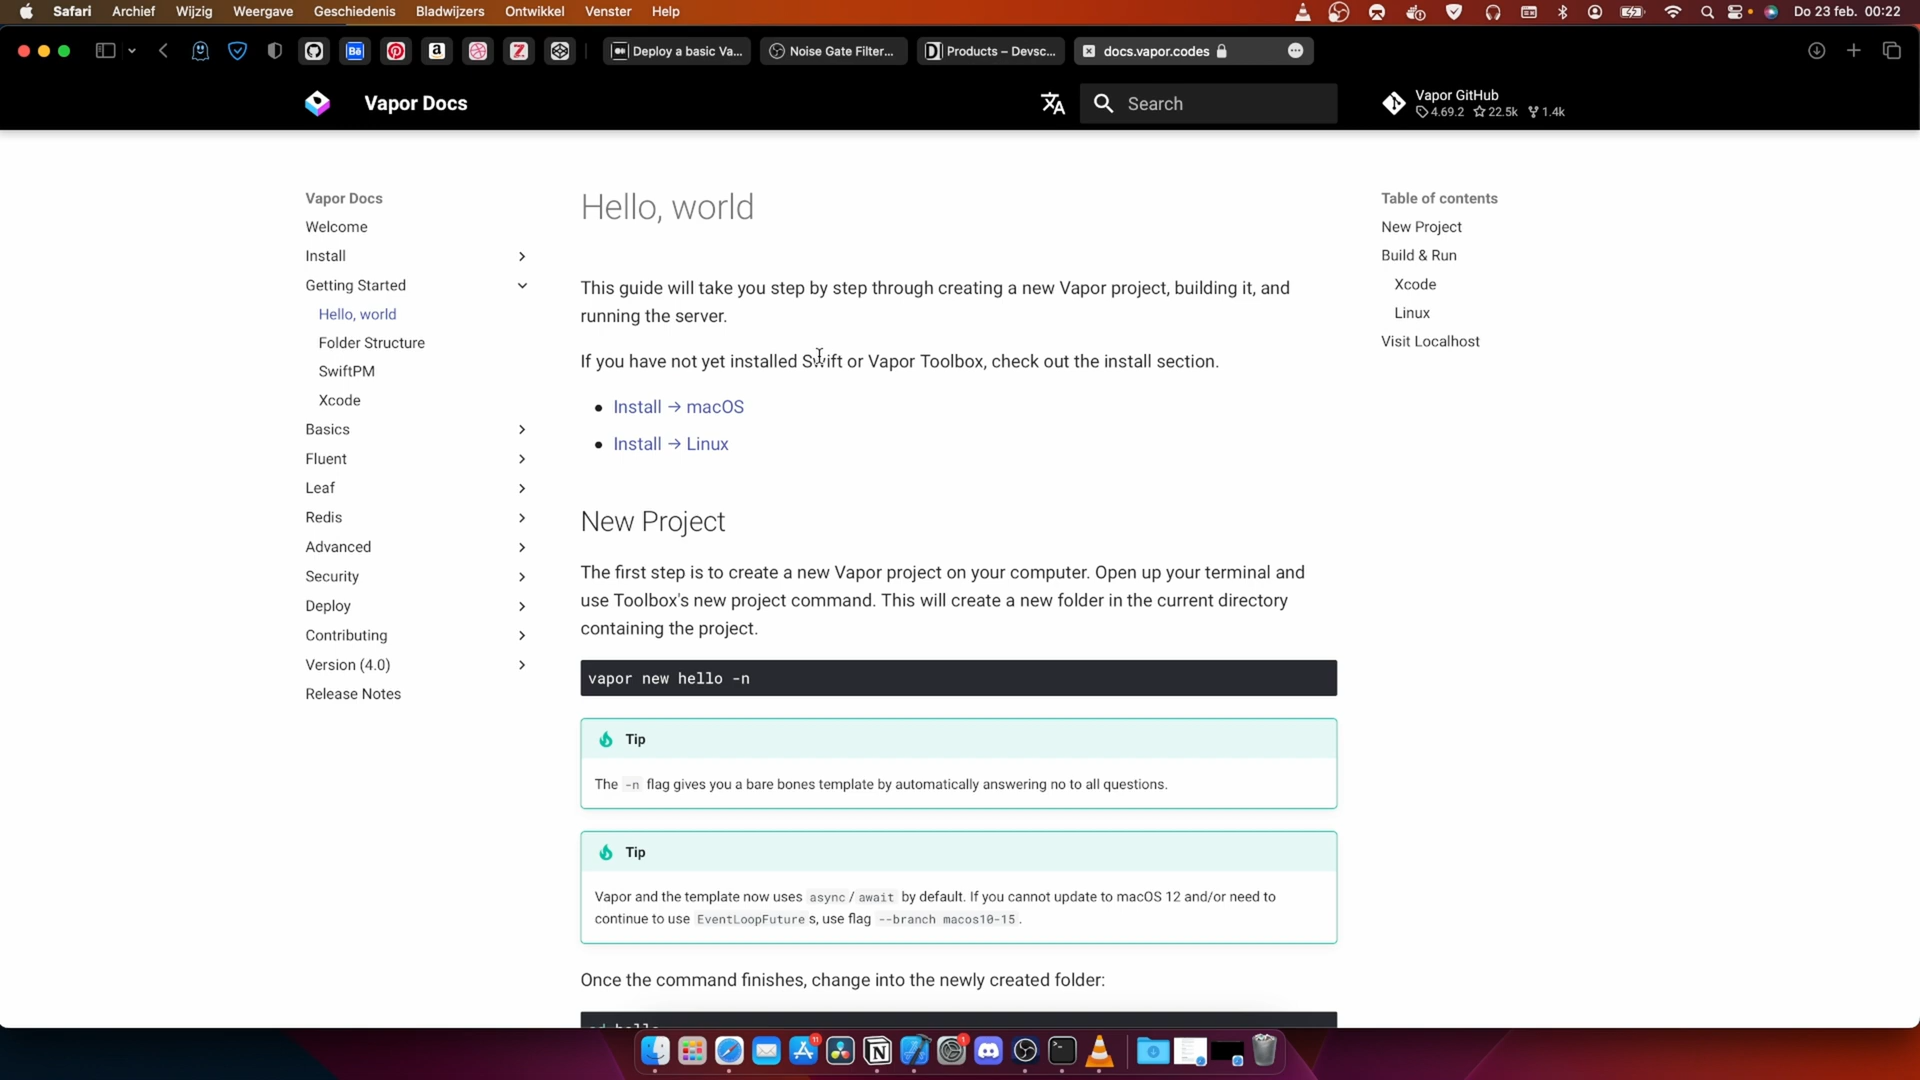 Safari Archief Wijzig Weergave Geschiedenis Bladwijzers Ontwikkel Venster Help Do 23 feb. 00:22
Deploy a basic Va... Noise Gate Filter... Products – Devsc... docs.vapor.codes
Vapor Docs
Search
Vapor GitHub
4.69.2 22.5k 1.4k
Vapor Docs
Welcome
Install
Getting Started
Hello, world
Folder Structure
SwiftPM
Xcode
Basics
Fluent
Leaf
Redis
Advanced
Security
Deploy
Contributing
Version (4.0)
Release Notes
Hello, world
This guide will take you step by step through creating a new Vapor project, building it, and
running the server.
If you have not yet installed Swift or Vapor Toolbox, check out the install section.
Install → macOS
Install → Linux
New Project
The first step is to create a new Vapor project on your computer. Open up your terminal and
use Toolbox's new project command. This will create a new folder in the current directory
containing the project.
vapor new hello -n
Tip
The -n flag gives you a bare bones template by automatically answering no to all questions.
Tip
Vapor and the template now uses async/await by default. If you cannot update to macOS 12 and/or need to
continue to use EventLoopFuture s, use flag --branch macos10-15.
Once the command finishes, change into the newly created folder:
cd hello
Table of contents
New Project
Build & Run
Xcode
Linux
Visit Localhost